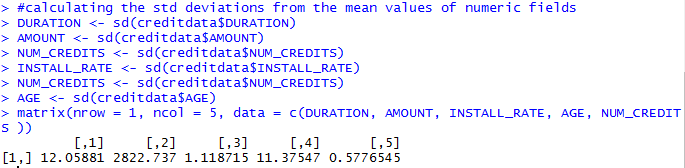 > #calculating the std deviations from the mean values of numeric fields
> DURATION <- sd(creditdata$DURATION)
> AMOUNT <- sd(creditdata$AMOUNT)
> NUM_CREDITS <- sd(creditdata$NUM_CREDITS)
> INSTALL_RATE <- sd(creditdata$INSTALL_RATE)
> NUM_CREDITS <- sd(creditdata$NUM_CREDITS)
> AGE <- sd(creditdata$AGE)
> matrix(nrow = 1, ncol = 5, data = c(DURATION, AMOUNT, INSTALL_RATE, AGE, NUM_CREDIT
S ))
[,1] [,2] [,3] [,4] [,5]
[1,] 12.05881 2822.737 1.118715 11.37547 0.5776545